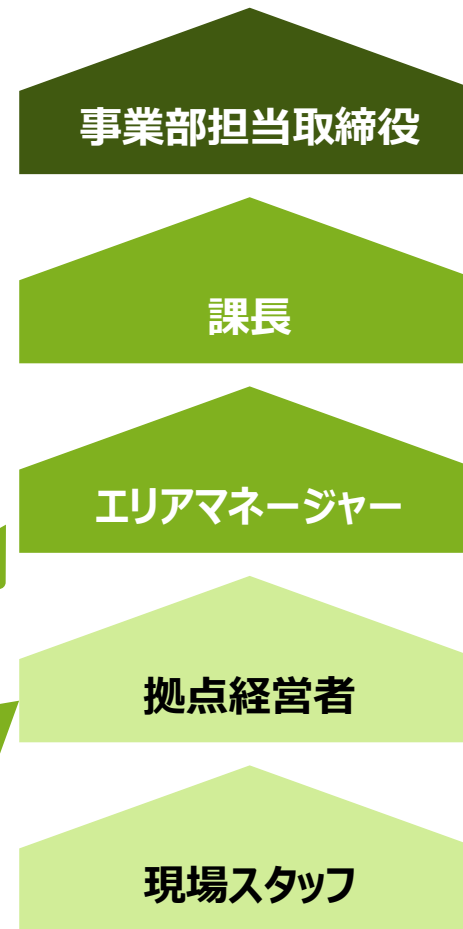 事業部担当取締役
課長
エリアマネージャー
拠点経営者
現場スタッフ